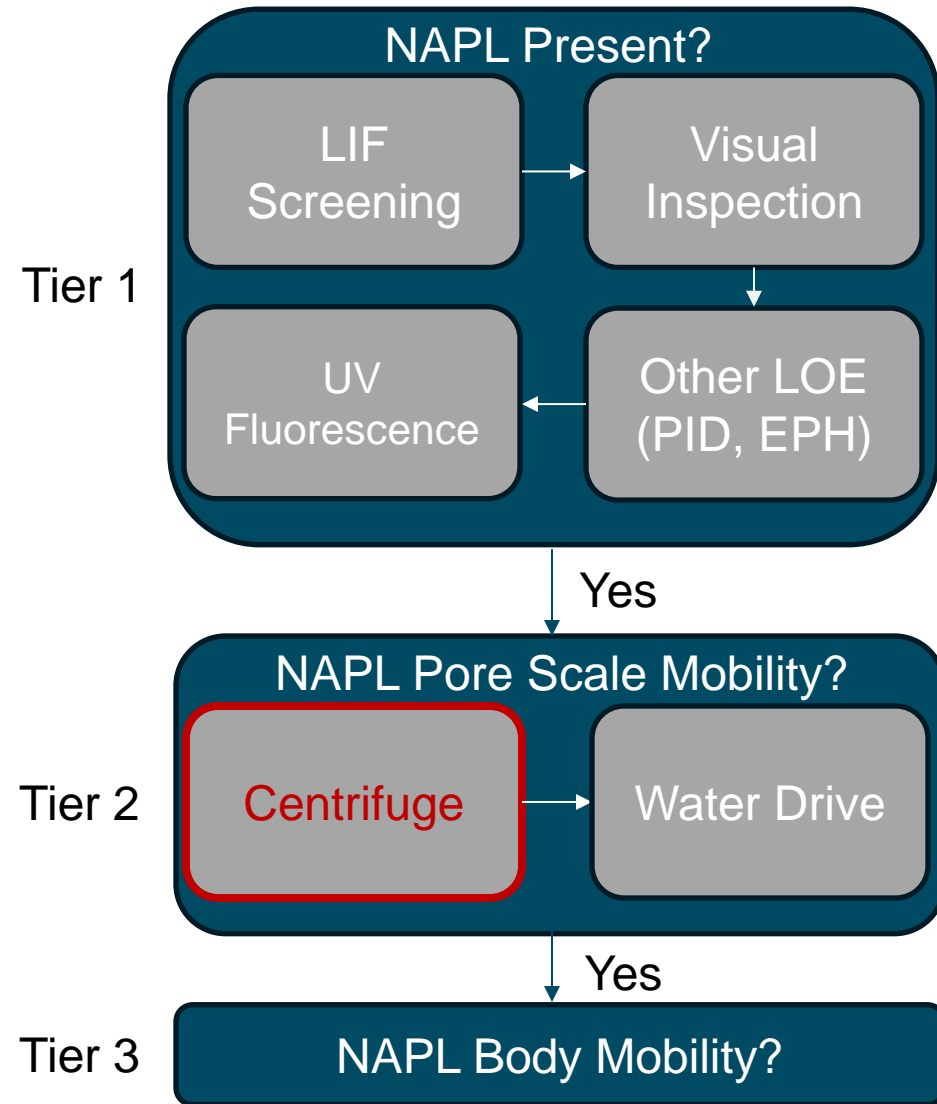 NAPL Present?
LIF
Screening
Visual
Inspection
Tier 1
UV
Fluorescence
Other LOE
(PID, EPH)
Yes
NAPL Pore Scale Mobility?
Tier 2
Centrifuge
Water Drive
Yes
Tier 3
NAPL Body Mobility?